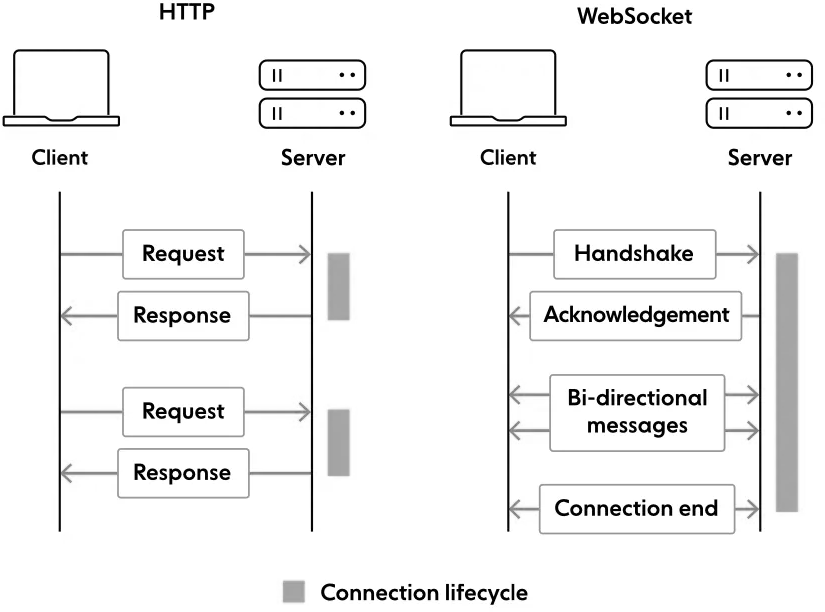 HTTP
WebSocket
Client
Server
Client
Server
Request
Response
Request
Response
Handshake
Acknowledgement
Bi-directional
messages
Connection end
Connection lifecycle